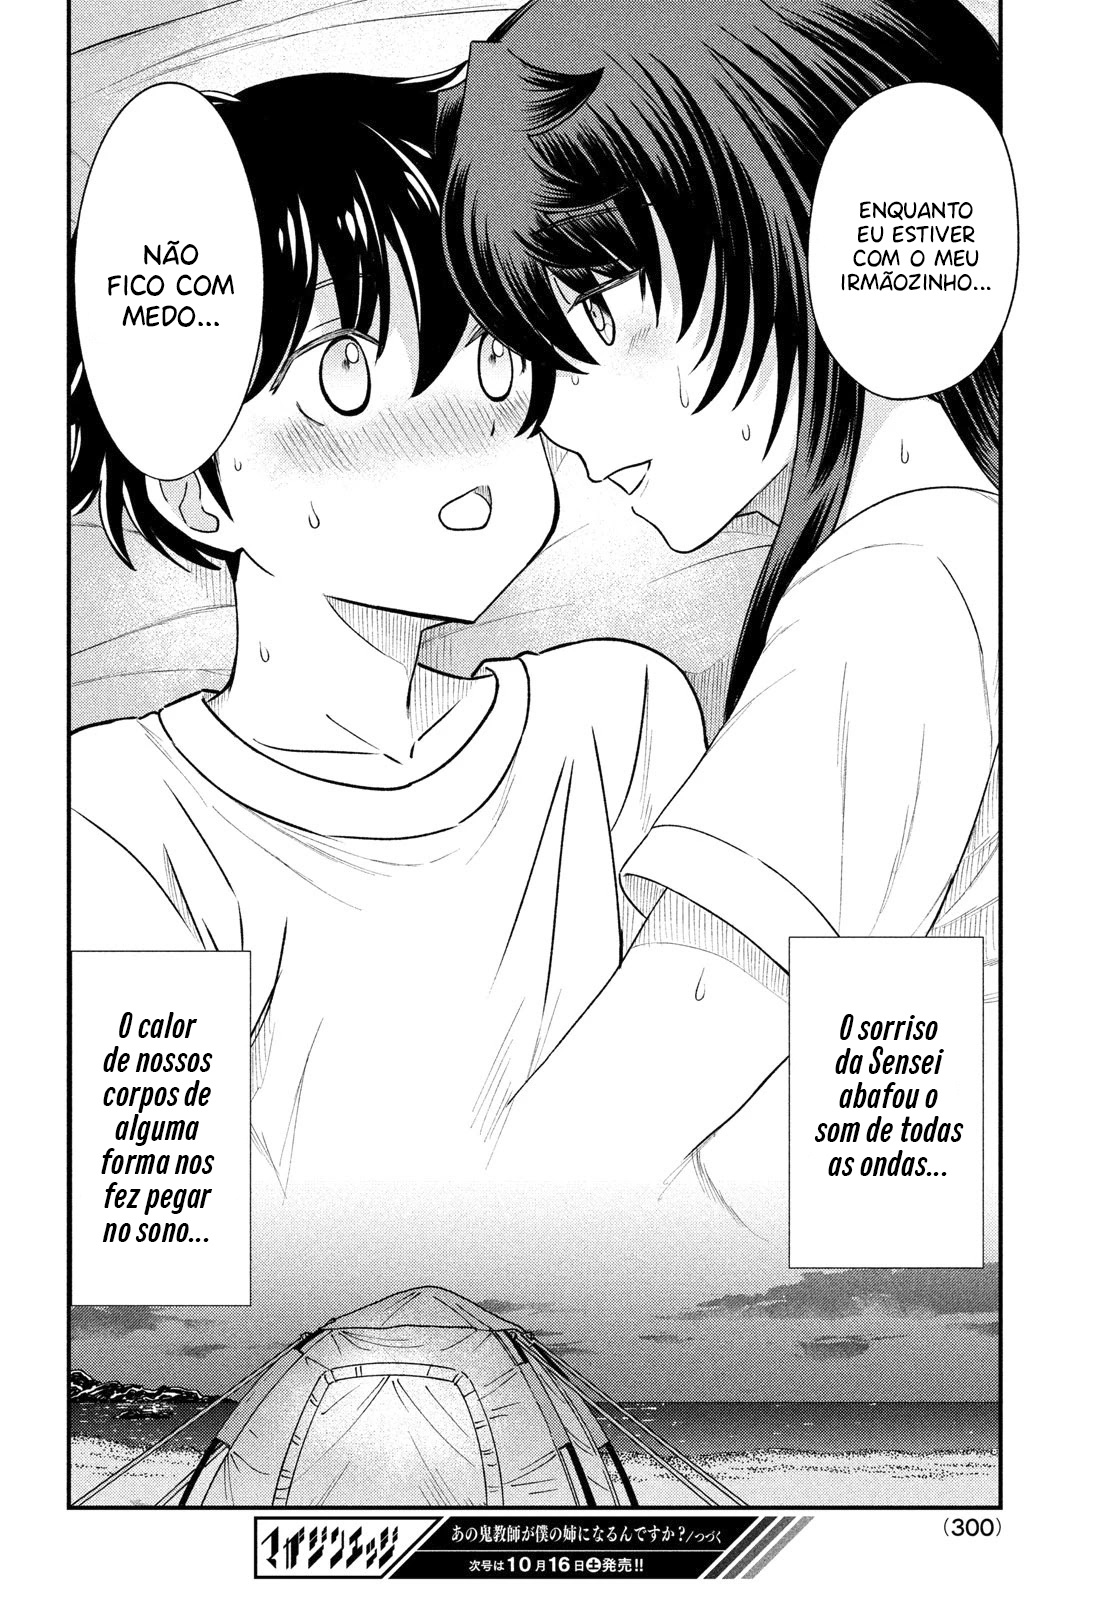 ENQUANTO
EU ESTIVER
COM O MEU
IRMÃOZINHO...
NÃO
FICO COM
MEDO...
O sorriso
da Sensei
abafou o
som de todas
as ondas...
O calor
de nossos
corpos de
alguma
forma nos
fez pegar
no sono...
(300)
マガジンエッジ
あの鬼教師が僕の姉になるんですか?/つづく
次号は10月16日土発売!!